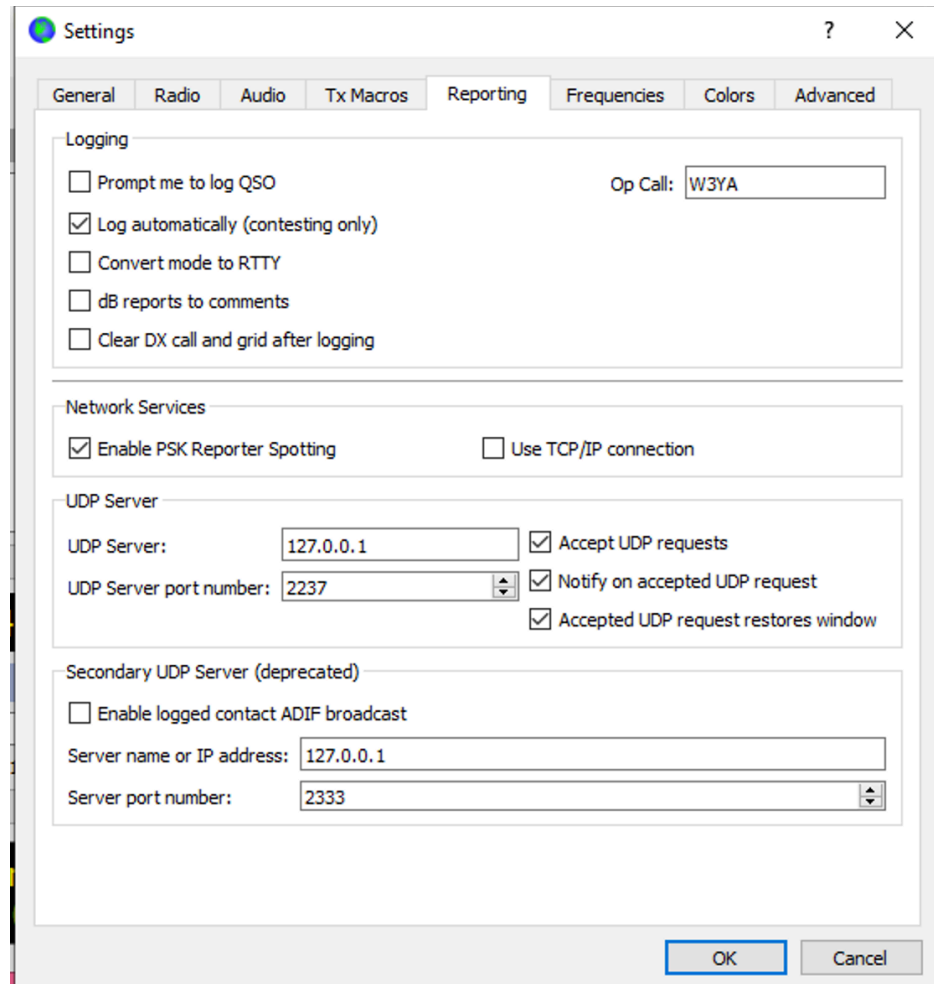 Settings ?
General Radio Audio Tx Macros Reporting Frequencies Colors Advanced
Logging
Prompt me to log QSO Op Call: W3YA
Log automatically (contesting only)
Convert mode to RTTY
dB reports to comments
Clear DX call and grid after logging
Network Services
Enable PSK Reporter Spotting Use TCP/IP connection
UDP Server
UDP Server: 127.0.0.1 Accept UDP requests
UDP Server port number: 2237 Notify on accepted UDP request
Accepted UDP request restores window
Secondary UDP Server (deprecated)
Enable logged contact ADIF broadcast
Server name or IP address: 127.0.0.1
Server port number: 2333
OK Cancel